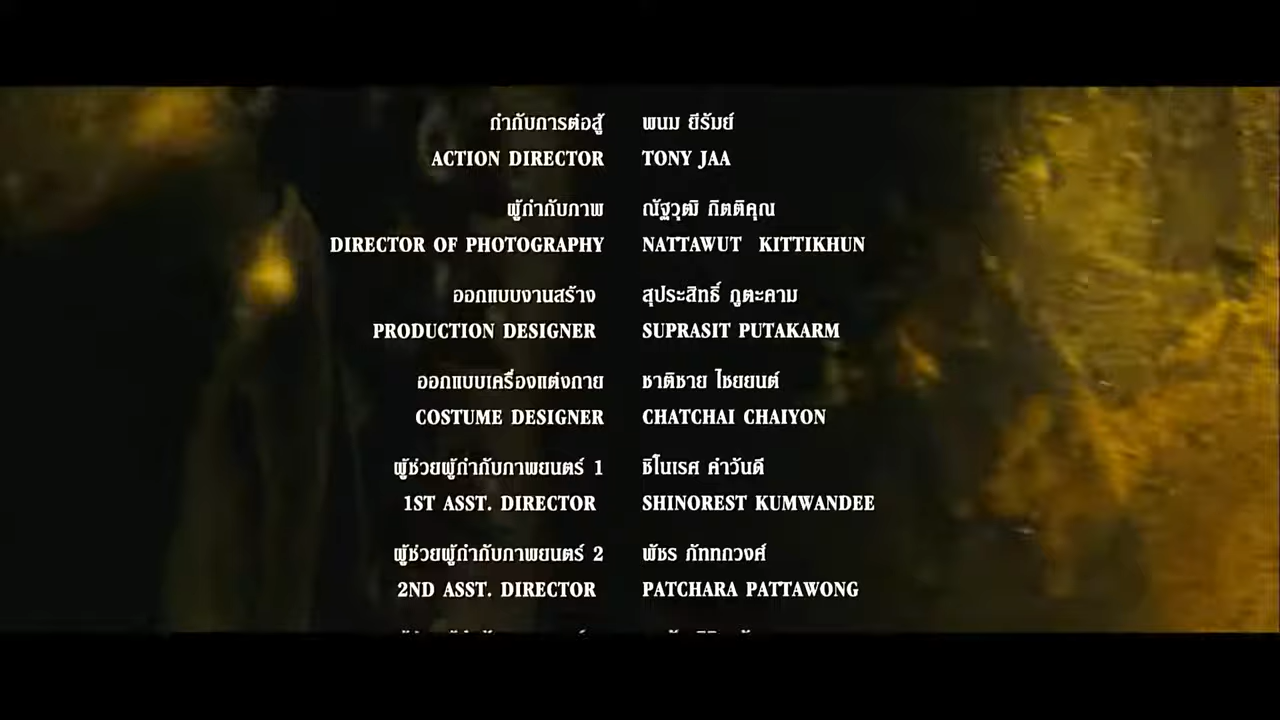 กำกับการต่อสู้ พนม ยีรัมย์
ACTION DIRECTOR TONY JAA
ผู้กำกับภาพ ณัฐวุฒิ กิตติคุณ
DIRECTOR OF PHOTOGRAPHY NATTAWUT KITTIKHUN
ออกแบบงานสร้าง สุประสิทธิ์ ภูตะคาม
PRODUCTION DESIGNER SUPRASIT PUTAKARM
ออกแบบเครื่องแต่งกาย ชาติชาย ไชยยนต์
COSTUME DESIGNER CHATCHAI CHAIYON
ผู้ช่วยผู้กำกับภาพยนตร์ 1 ชิโนเรศ คำวันดี
1ST ASST. DIRECTOR SHINOREST KUMWANDEE
ผู้ช่วยผู้กำกับภาพยนตร์ 2 พัชร ภัททกวงศ์
2ND ASST. DIRECTOR PATCHARA PATTAWONG